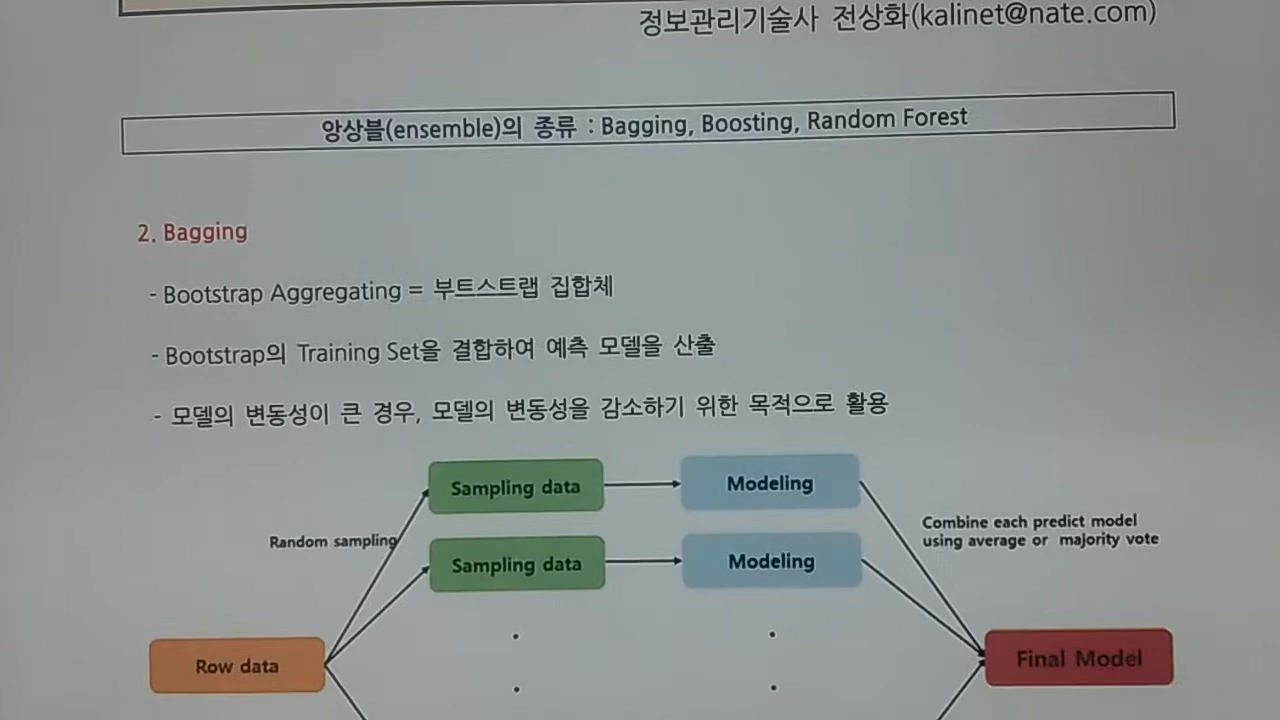 정보관리기술사 전상화(kalinet@nate.com)
앙상블(ensemble)의 종류 : Bagging, Boosting, Random Forest
2. Bagging
- Bootstrap Aggregating = 부트스트랩 집합체
- Bootstrap의 Training Set을 결합하여 예측 모델을 산출
- 모델의 변동성이 큰 경우, 모델의 변동성을 감소하기 위한 목적으로 활용
Sampling data
Modeling
Random sampling
Combine each predict model
using average or majority vote
Sampling data
Modeling
Row data
Final Model